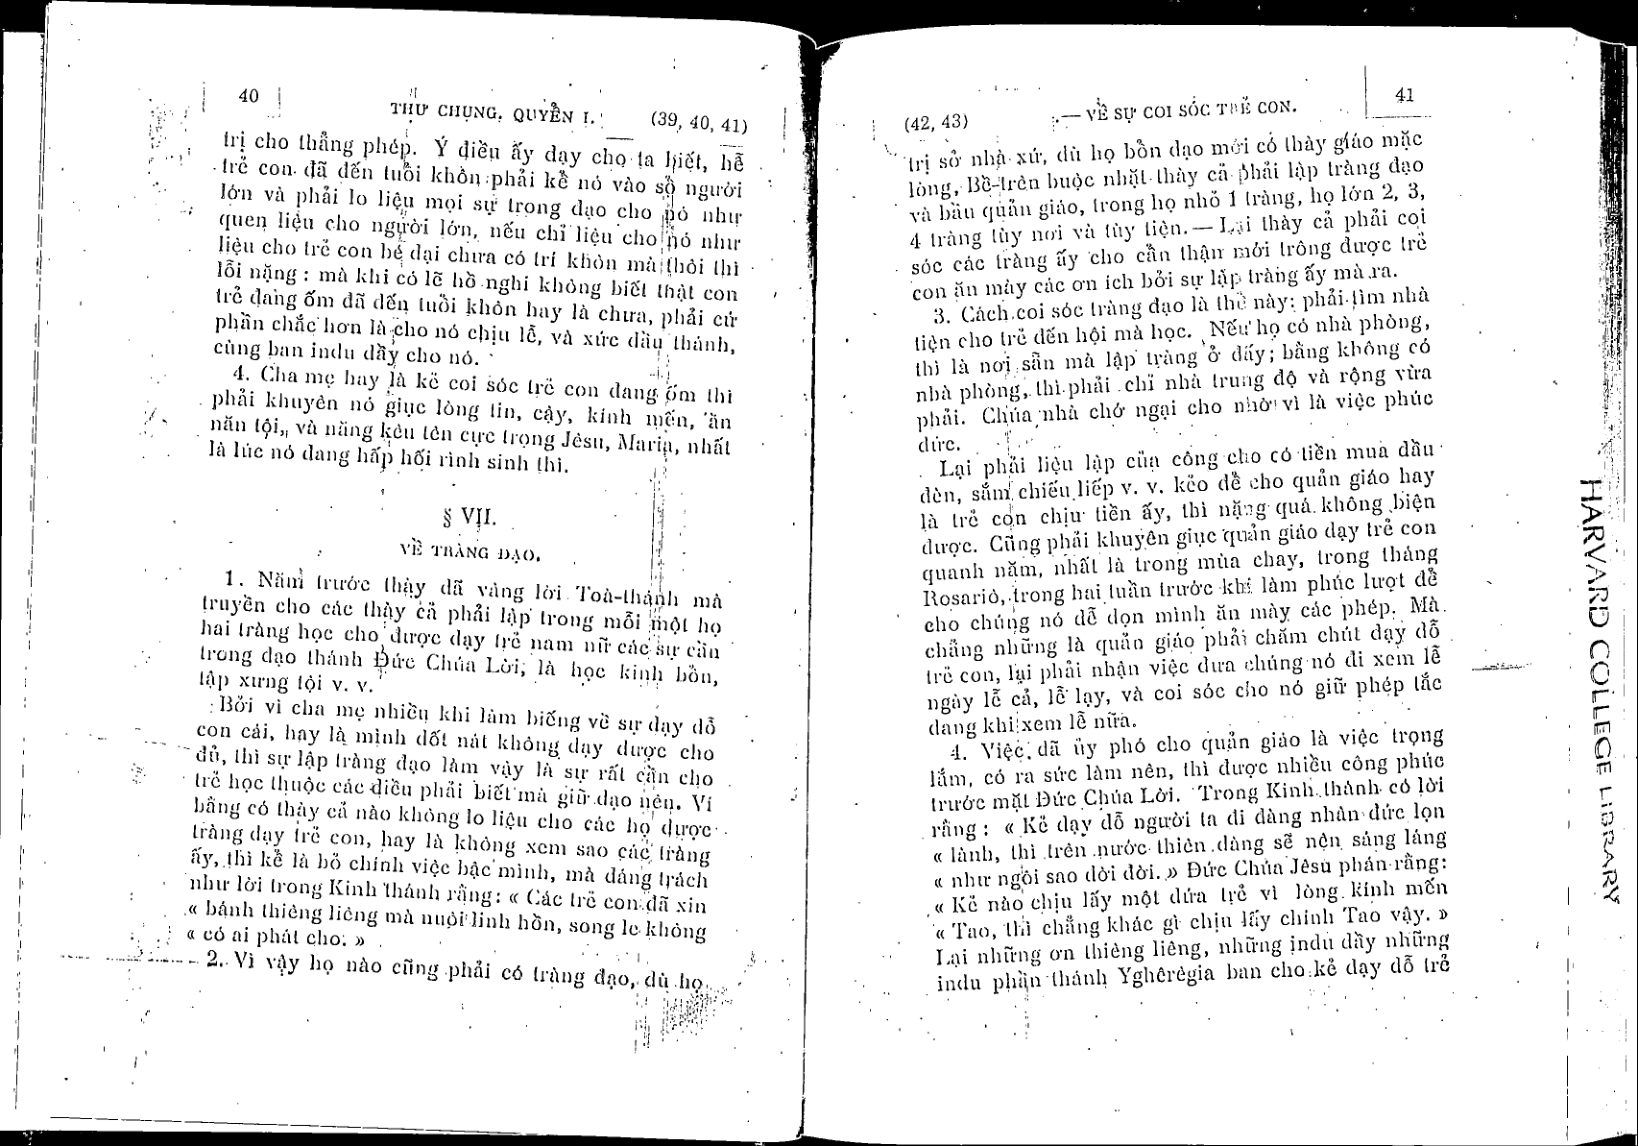 40
THƯ CHUNG, QUYỂN I.
(39, 40, 41)
trị cho thẳng phép. Ý điều ấy dạy cho ta biết, hễ
trẻ con đã đến tuổi khôn phải kể nó vào số người
lớn và phải lo liệu mọi sự trong đạo cho nó như
quen liệu cho người lớn, nếu chỉ liệu cho nó như
liệu cho trẻ con bé dại chưa có trí khôn mà thôi thì
lỗi nặng : mà khi có lẽ hồ nghi không biết thật con
trẻ đang ốm đã đến tuổi khôn hay là chưa, phải cứ
phần chắc hơn là cho nó chịu lễ, và xức dầu thánh,
cùng ban indu đầy cho nó.
4. Cha mẹ hay là kẻ coi sóc trẻ con đang ốm thì
phải khuyên nó giục lòng tin, cậy, kính mến, ăn
năn tội, và năng kêu tên cực trọng Jêsu, Maria, nhất
là lúc nó đang hấp hối rình sinh thì.
§ VII.
VỀ TRÀNG ĐẠO.
1. Năm trước thày đã vâng lời Toà-thánh mà
truyền cho các thày cả phải lập trong mỗi một họ
hai tràng học cho được dạy trẻ nam nữ các sự cần
trong đạo thánh Đức Chúa Lời, là học kinh bổn,
tập xưng tội v. v.
Bởi vì cha mẹ nhiều khi làm biếng về sự dạy dỗ
con cái, hay là mình dốt nát không dạy được cho
đủ, thì sự lập tràng đạo làm vậy là sự rất cần cho
trẻ học thuộc các điều phải biết mà giữ đạo nên. Ví
bằng có thày cả nào không lo liệu cho các họ được
tràng dạy trẻ con, hay là không xem sao các tràng
ấy, thì kể là bỏ chính việc bậc mình, mà đáng trách
như lời trong Kinh thánh rằng: « Các trẻ con đã xin
« bánh thiêng liêng mà nuôi linh hồn, song le không
« có ai phát cho. »
2. Vì vậy họ nào cũng phải có tràng đạo, dù họ
(42, 43)
— VỀ SỰ COI SÓC TRẺ CON.
41
trị sở nhà xứ, dù họ bổn đạo mới có thày giáo mặc
lòng, Bề-trên buộc nhặt thày cả phải lập tràng đạo
và bầu quản giáo, trong họ nhỏ 1 tràng, họ lớn 2, 3,
4 tràng tùy nơi và tùy tiện. — Lại thày cả phải coi
sóc các tràng ấy cho cẩn thận mới trông được trẻ
con ăn mày các ơn ích bởi sự lập tràng ấy mà ra.
3. Cách coi sóc tràng đạo là thể này: phải tìm nhà
tiện cho trẻ đến hội mà học. Nếu họ có nhà phòng,
thì là nơi sẵn mà lập tràng ở đấy; bằng không có
nhà phòng, thì phải chỉ nhà trung độ và rộng vừa
phải. Chúa nhà chớ ngại cho nhờ vì là việc phúc
đức.
Lại phải liệu lập của công cho có tiền mua dầu
đèn, sắm chiếu liếp v. v. kẻo để cho quản giáo hay
là trẻ con chịu tiền ấy, thì nặng quá không biện
được. Cũng phải khuyên giục quản giáo dạy trẻ con
quanh năm, nhất là trong mùa chay, trong tháng
Rosariô, trong hai tuần trước khi làm phúc lượt để
cho chúng nó dễ dọn mình ăn mày các phép. Mà
chẳng những là quản giáo phải chăm chút dạy dỗ
trẻ con, lại phải nhận việc đưa chúng nó đi xem lễ
ngày lễ cả, lễ lạy, và coi sóc cho nó giữ phép tắc
đang khi xem lễ nữa.
4. Việc đã ủy phó cho quản giáo là việc trọng
lắm, có ra sức làm nên, thì được nhiều công phúc
trước mặt Đức Chúa Lời. Trong Kinh thánh có lời
rằng : « Kẻ dạy dỗ người ta đi đàng nhân đức lọn
« lành, thì trên nước thiên đàng sẽ nên sáng láng
« như ngôi sao đời đời. » Đức Chúa Jêsu phán rằng:
« Kẻ nào chịu lấy một đứa trẻ vì lòng kính mến
« Tao, thì chẳng khác gì chịu lấy chính Tao vậy. »
Lại những ơn thiêng liêng, những indu đầy những
indu phần thánh Yghêrêgia ban cho kẻ dạy dỗ trẻ
HARVARD COLLEGE LIBRARY